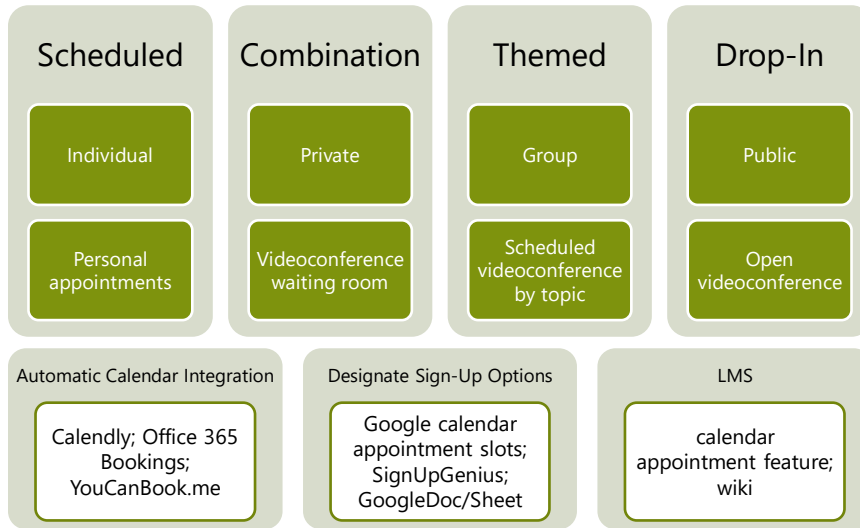 Scheduled
Individual
Personal
appointments
Combination
Private
Videoconference
waiting room
Themed
Group
Scheduled
videoconference
by topic
Drop-In
Public
Open
videoconference
Automatic Calendar Integration
Calendly; Office 365
Bookings;
YouCanBook.me
Designate Sign-Up Options
Google calendar
appointment slots;
SignUpGenius;
GoogleDoc/Sheet
LMS
calendar
appointment feature;
wiki